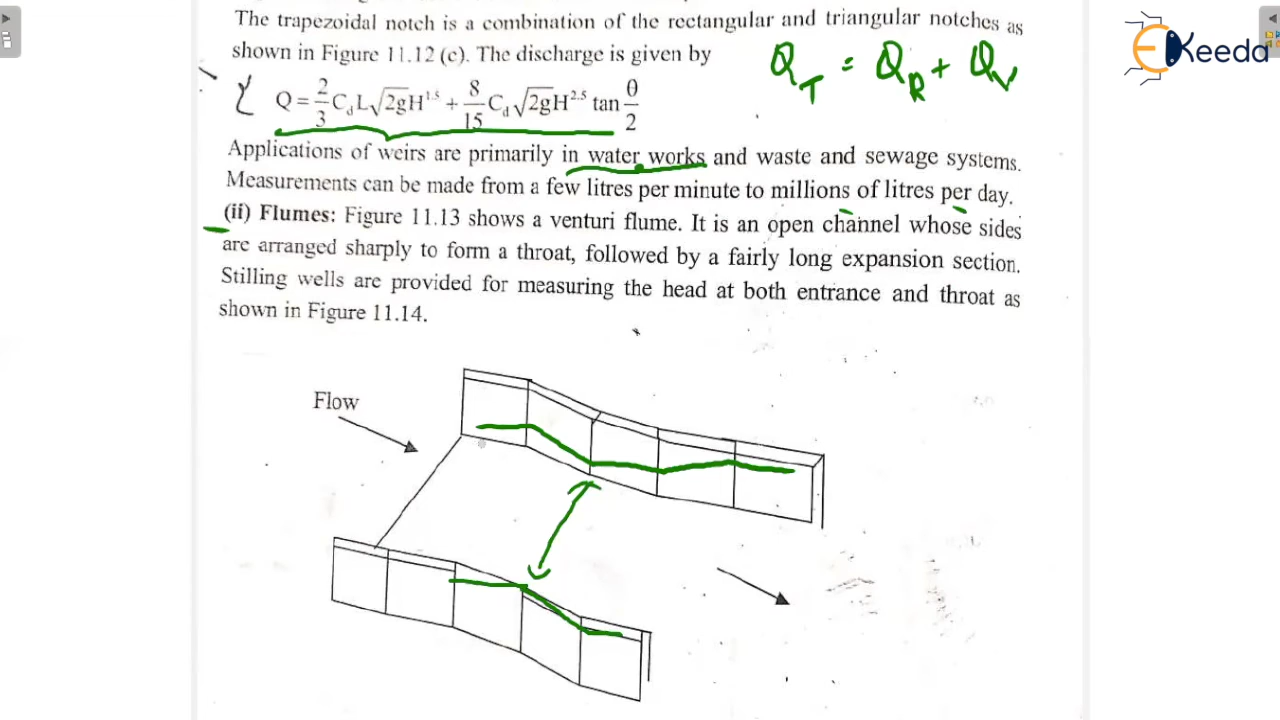 The trapezoidal notch is a combination of the rectangular and triangular notches as
shown in Figure 11.12 (c). The discharge is given by
Q_T = Q_R + Q_V
Q = 2/3 C_d L √2g H^1.5 + 8/15 C_d √2g H^2.5 tan θ/2
Applications of weirs are primarily in water works and waste and sewage systems.
Measurements can be made from a few litres per minute to millions of litres per day.
(ii) Flumes: Figure 11.13 shows a venturi flume. It is an open channel whose sides
are arranged sharply to form a throat, followed by a fairly long expansion section.
Stilling wells are provided for measuring the head at both entrance and throat as
shown in Figure 11.14.
Flow
EKeeda